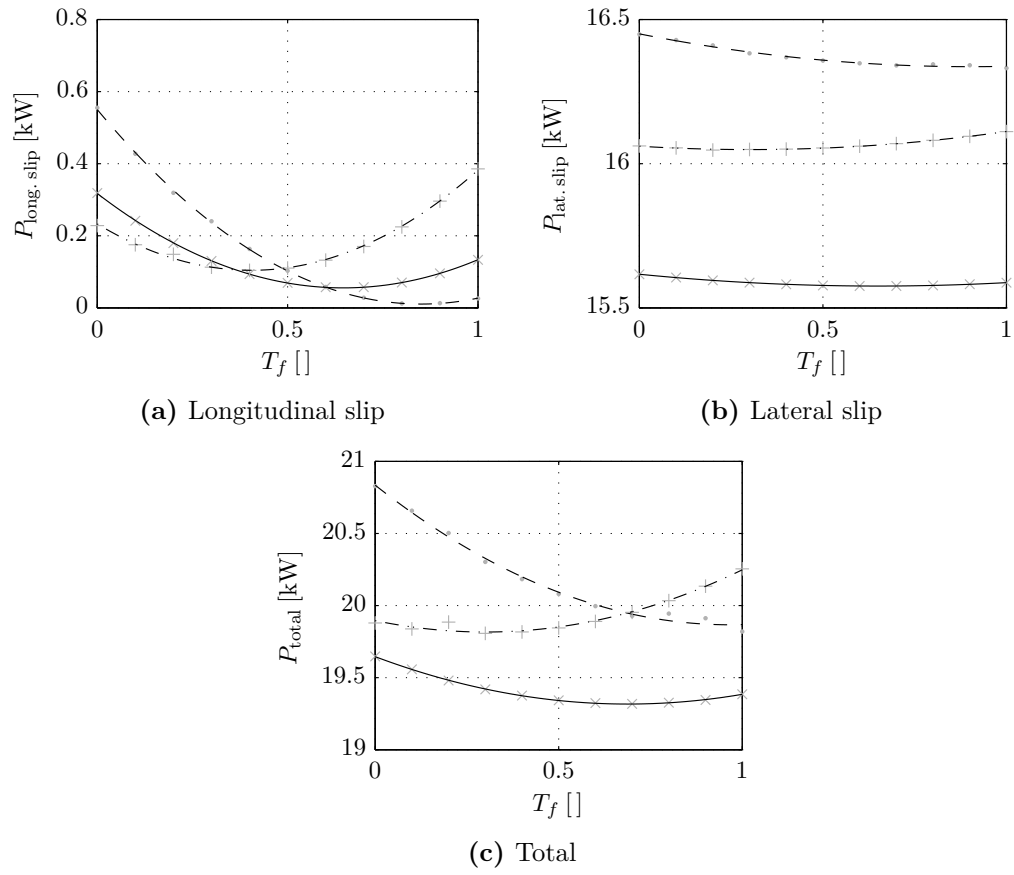 0.8
0.6
0.4
0.2
0
P_long. slip [kW]
0
0.5
1
T_f [ ]
(a) Longitudinal slip
16.5
16
15.5
P_lat. slip [kW]
0
0.5
1
T_f [ ]
(b) Lateral slip
21
20.5
20
19.5
19
P_total [kW]
0
0.5
1
T_f [ ]
(c) Total